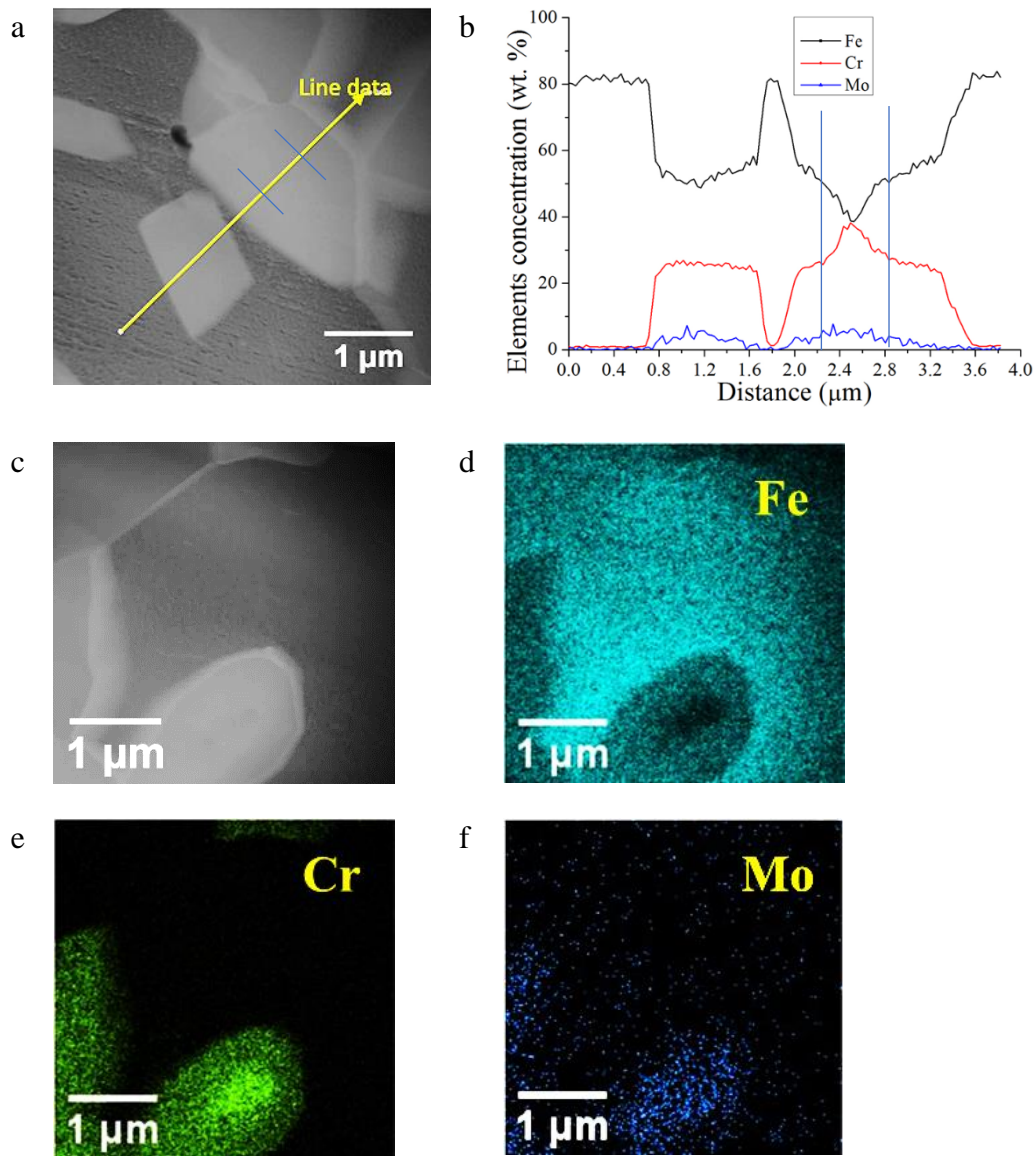 a
Line data
1 µm
b
Elements concentration (wt. %)
100
80
60
40
20
0
0.0 0.4 0.8 1.2 1.6 2.0 2.4 2.8 3.2 3.6 4.0
Distance (µm)
Fe
Cr
Mo
c
1 µm
d
Fe
1 µm
e
Cr
1 µm
f
Mo
1 µm